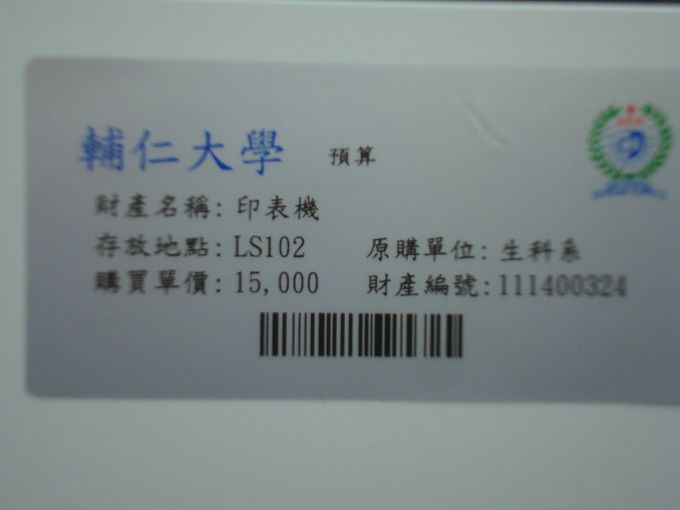 輔仁大學 預算
財產名稱: 印表機
存放地點: LS102 原購單位: 生科系
購買單價: 15,000 財產編號: 111400324